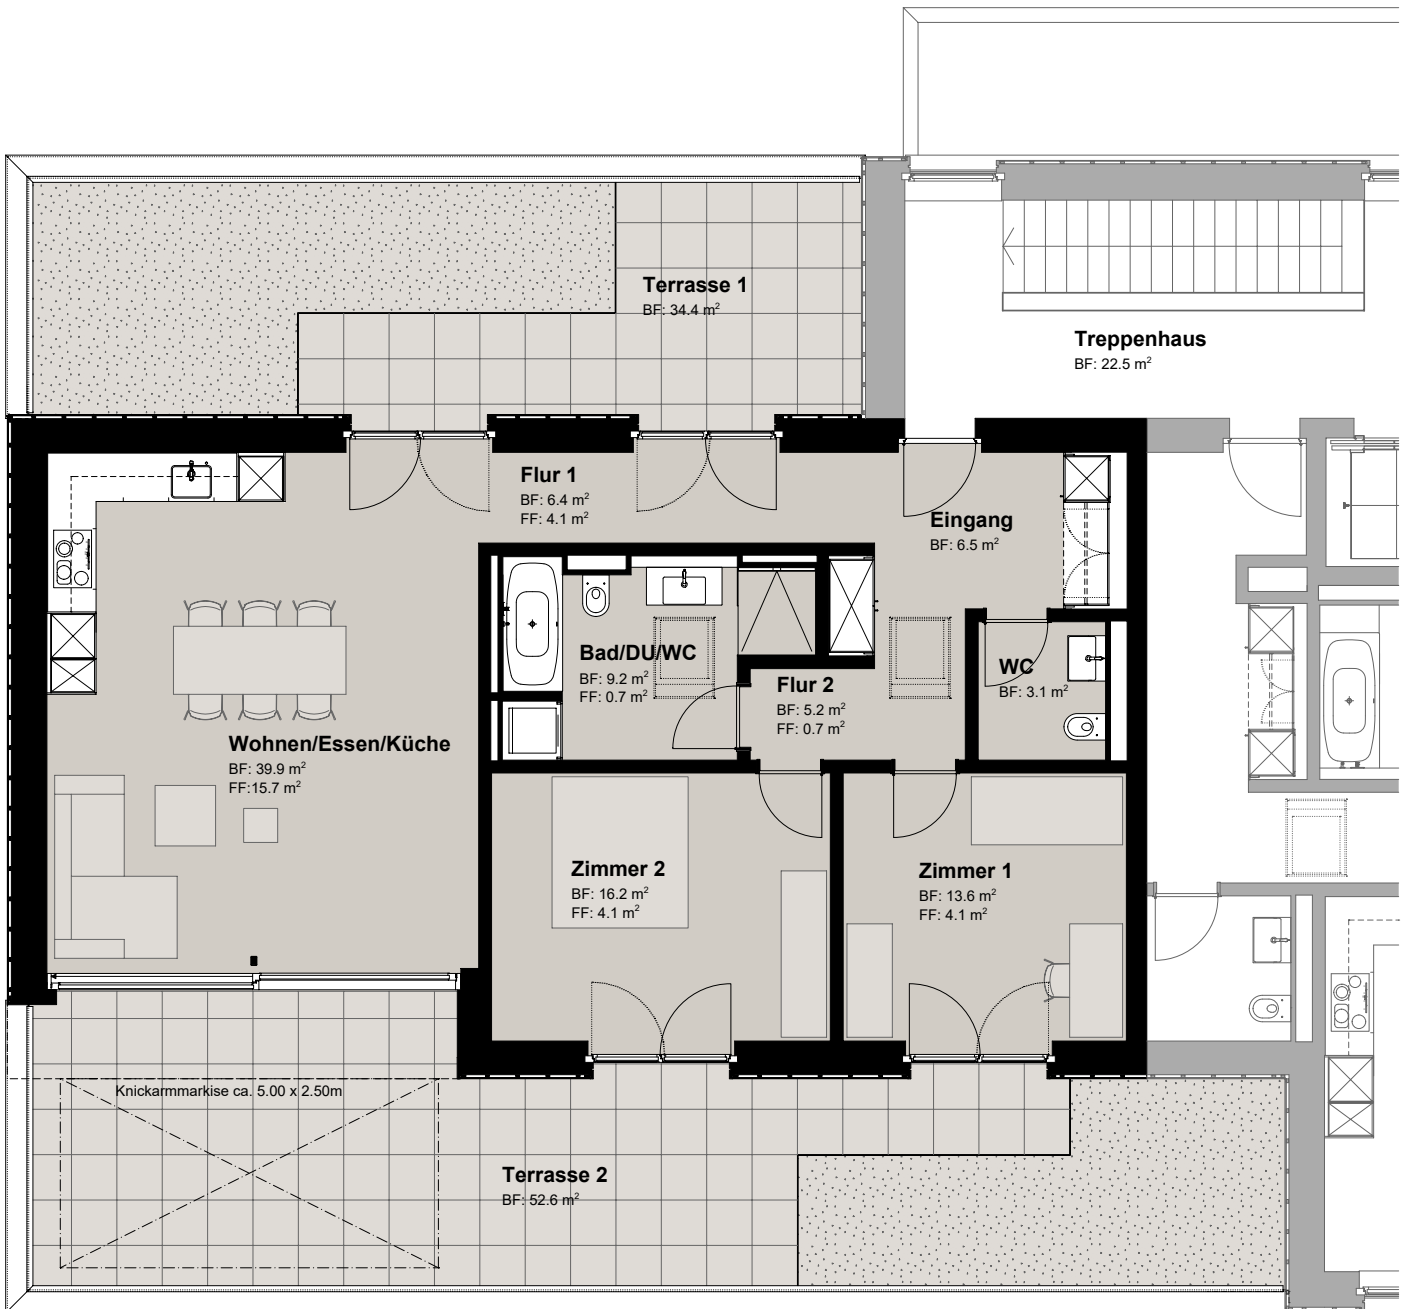 Terrasse 1
BF: 34.4 m²
Treppenhaus
BF: 22.5 m²
Flur 1
BF: 6.4 m²
FF: 4.1 m²
Eingang
BF: 6.5 m²
Bad/DU/WC
BF: 9.2 m²
FF: 0.7 m²
WC
BF: 3.1 m²
Flur 2
BF: 5.2 m²
FF: 0.7 m²
Wohnen/Essen/Küche
BF: 39.9 m²
FF:15.7 m²
Zimmer 2
BF: 16.2 m²
FF: 4.1 m²
Zimmer 1
BF: 13.6 m²
FF: 4.1 m²
Knickarmmarkise ca. 5.00 x 2.50m
Terrasse 2
BF: 52.6 m²